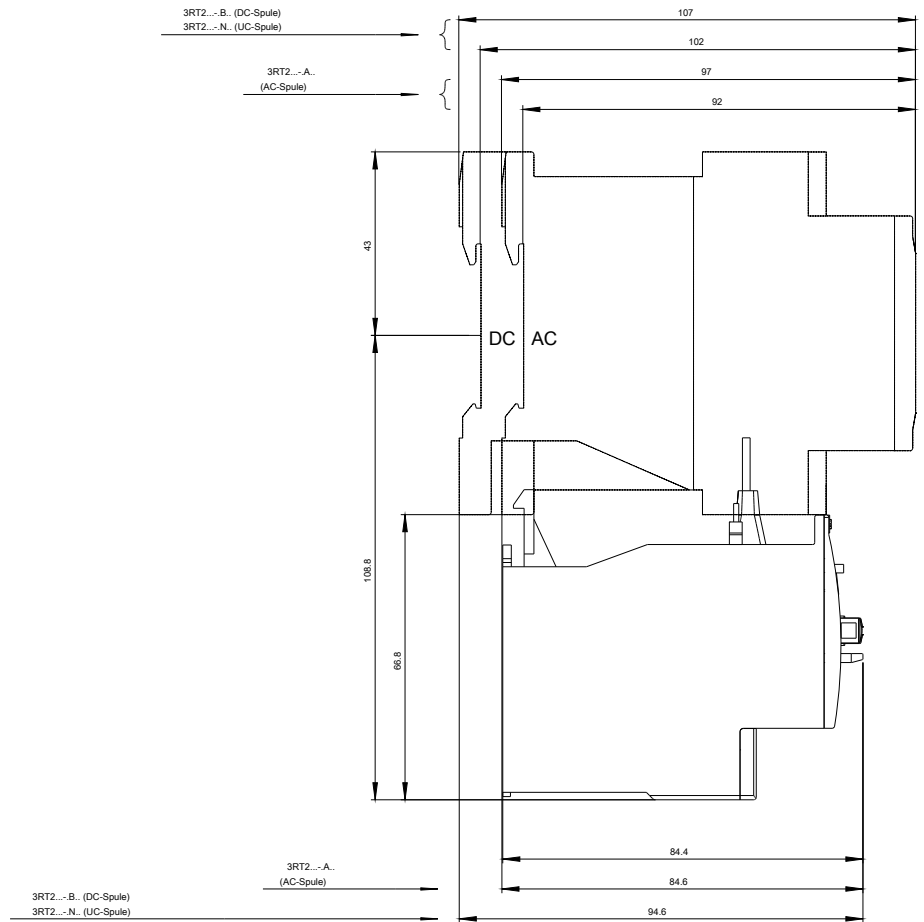 3RT2...-.B.. (DC-Spule)
3RT2...-.N.. (UC-Spule)
107
102
3RT2...-.A..
(AC-Spule)
97
92
43
DC AC
108.8
66.8
84.4
3RT2...-.A..
(AC-Spule)
84.6
3RT2...-.B.. (DC-Spule)
3RT2...-.N.. (UC-Spule)
94.6